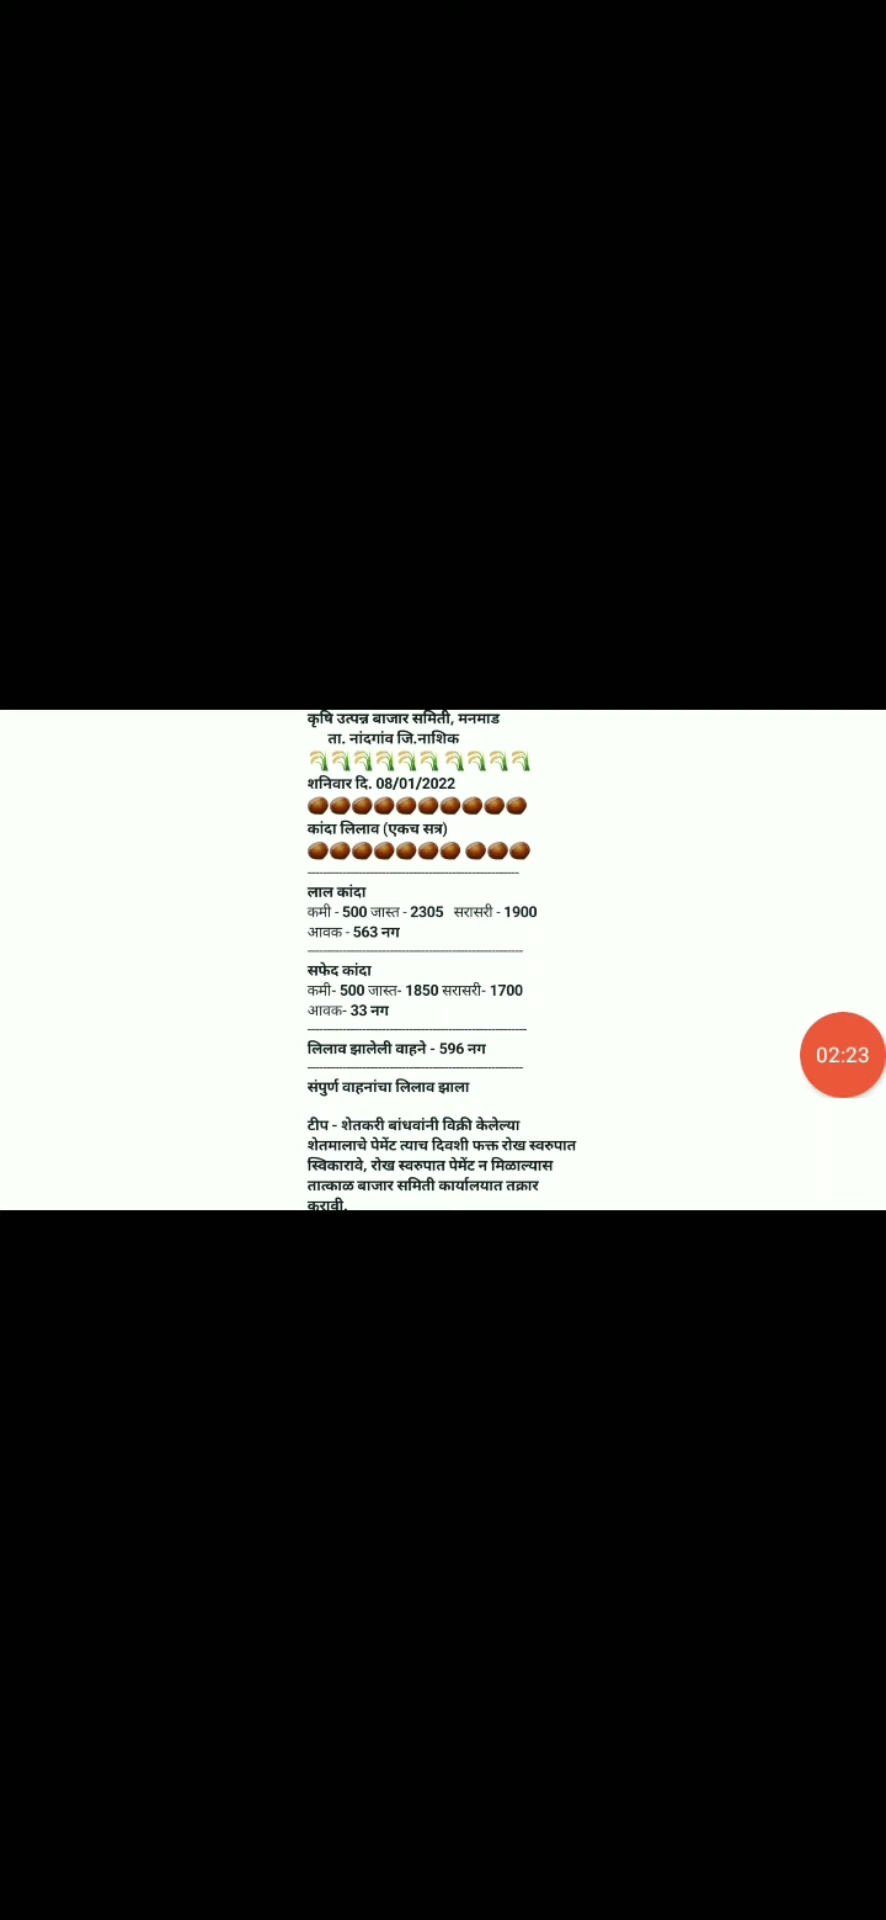 कृषि उत्पन्न बाजार समिती, मनमाड
ता. नांदगांव जि.नाशिक
शनिवार दि. 08/01/2022
कांदा लिलाव (एकच सत्र)
लाल कांदा
कमी - 500 जास्त - 2305 सरासरी - 1900
आवक - 563 नग
सफेद कांदा
कमी- 500 जास्त- 1850 सरासरी- 1700
आवक- 33 नग
लिलाव झालेली वाहने - 596 नग
संपुर्ण वाहनांचा लिलाव झाला
टीप - शेतकरी बांधवांनी विक्री केलेल्या
शेतमालाचे पेमेंट त्याच दिवशी फक्त रोख स्वरुपात
स्विकारावे, रोख स्वरुपात पेमेंट न मिळाल्यास
तात्काळ बाजार समिती कार्यालयात तक्रार
करावी.
02:23